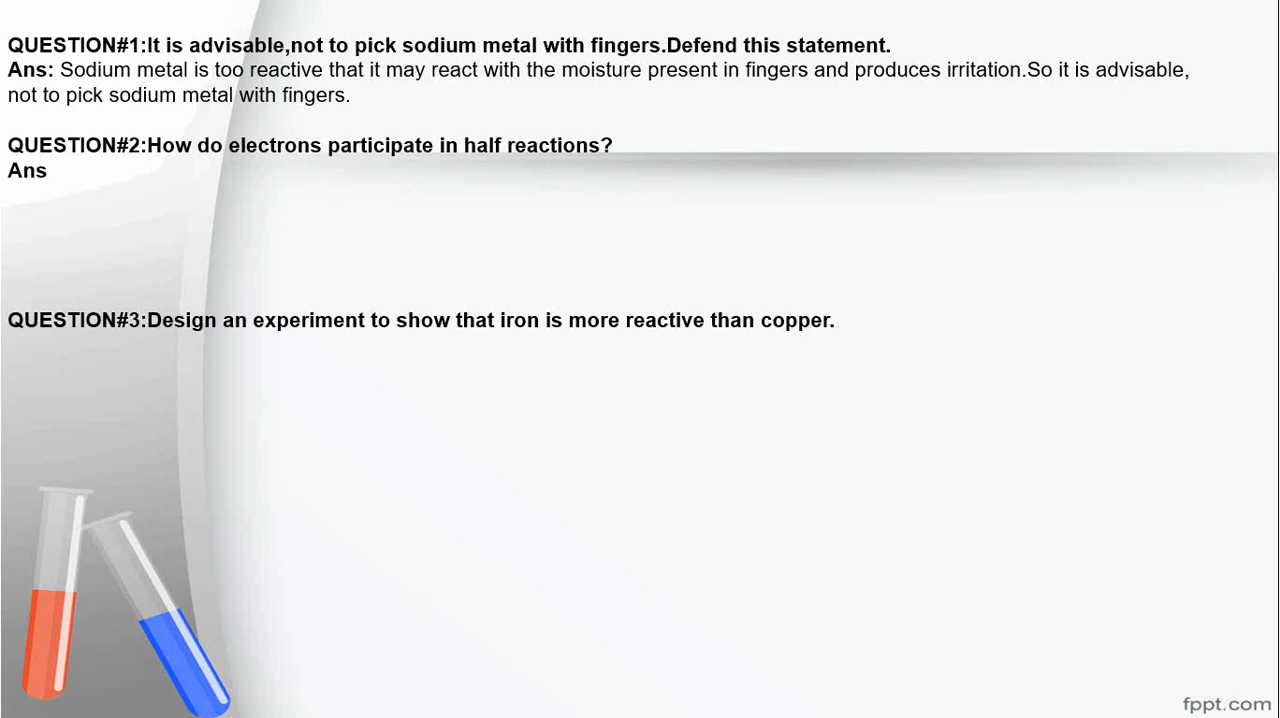 QUESTION#1:It is advisable,not to pick sodium metal with fingers.Defend this statement.
Ans: Sodium metal is too reactive that it may react with the moisture present in fingers and produces irritation.So it is advisable,
not to pick sodium metal with fingers.
QUESTION#2:How do electrons participate in half reactions?
Ans
QUESTION#3:Design an experiment to show that iron is more reactive than copper.
fppt.com